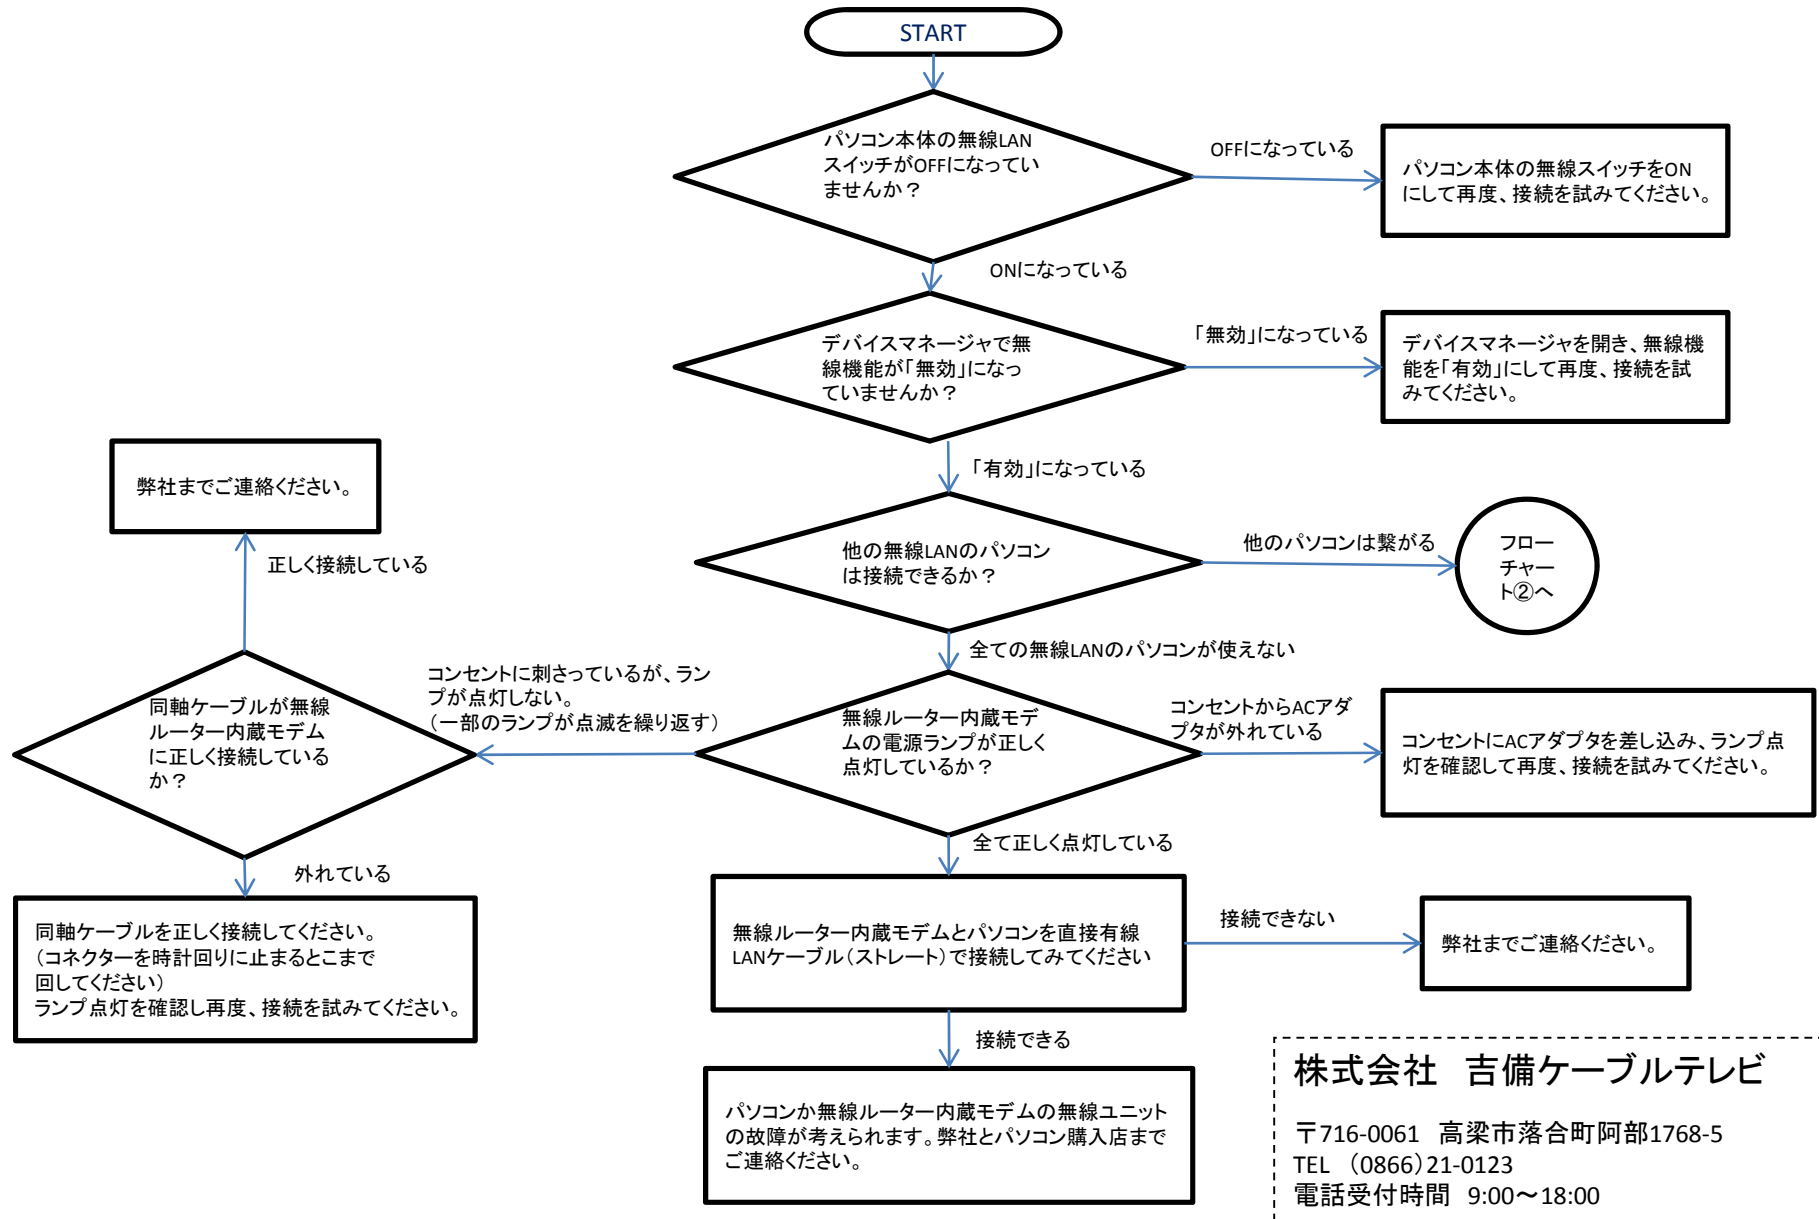 START
パソコン本体の無線LAN
スイッチがOFFになってい
ませんか？
OFFになっている
パソコン本体の無線スイッチをON
にして再度、接続を試みてください。
ONになっている
デバイスマネージャで無
線機能が「無効」になっ
ていませんか？
「無効」になっている
デバイスマネージャを開き、無線機
能を「有効」にして再度、接続を試
みてください。
「有効」になっている
他の無線LANのパソコン
は接続できるか？
他のパソコンは繋がる
フロー
チャー
ト②へ
全ての無線LANのパソコンが使えない
無線ルーター内蔵モデ
ムの電源ランプが正しく
点灯しているか？
コンセントからACアダ
プタが外れている
コンセントにACアダプタを差し込み、ランプ点
灯を確認して再度、接続を試みてください。
コンセントに刺さっているが、ラン
プが点灯しない。
（一部のランプが点滅を繰り返す）
同軸ケーブルが無線
ルーター内蔵モデム
に正しく接続している
か？
正しく接続している
弊社までご連絡ください。
外れている
同軸ケーブルを正しく接続してください。
（コネクターを時計回りに止まるとこまで
回してください）
ランプ点灯を確認し再度、接続を試みてください。
全て正しく点灯している
無線ルーター内蔵モデムとパソコンを直接有線
LANケーブル（ストレート）で接続してみてください
接続できない
弊社までご連絡ください。
接続できる
パソコンか無線ルーター内蔵モデムの無線ユニット
の故障が考えられます。弊社とパソコン購入店まで
ご連絡ください。
株式会社　吉備ケーブルテレビ
〒716-0061　高梁市落合町阿部1768-5
TEL （0866）21-0123
電話受付時間　9:00～18:00